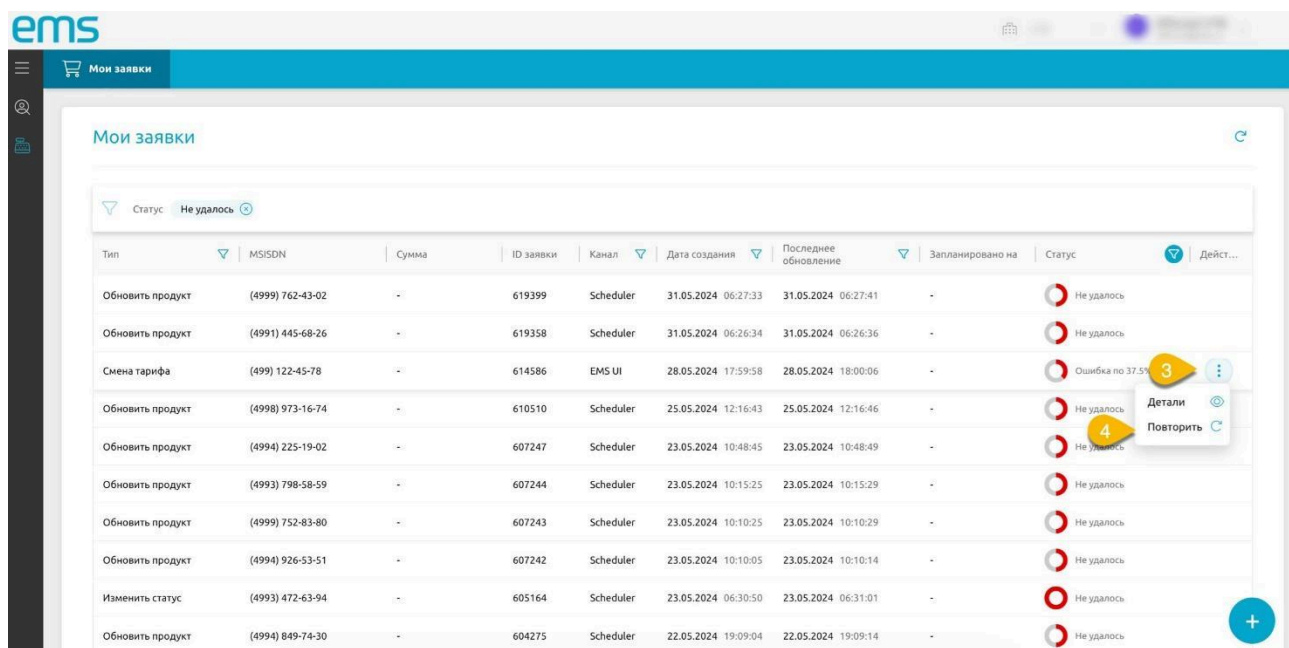 ems
Мои заявки
Мои заявки
Статус Не удалось
Тип MSISDN Сумма ID заявки Канал Дата создания Последнее обновление Запланировано на Статус Дейст...
Обновить продукт (4999) 762-43-02 - 619399 Scheduler 31.05.2024 06:27:33 31.05.2024 06:27:41 - Не удалось
Обновить продукт (4991) 445-68-26 - 619358 Scheduler 31.05.2024 06:26:34 31.05.2024 06:26:36 - Не удалось
Смена тарифа (499) 122-45-78 - 614586 EMS UI 28.05.2024 17:59:58 28.05.2024 18:00:06 - Ошибка по 37.5% 3
Обновить продукт (4998) 973-16-74 - 610510 Scheduler 25.05.2024 12:16:43 25.05.2024 12:16:46 - Не удалось
Детали
4 Повторить
Обновить продукт (4994) 225-19-02 - 607247 Scheduler 23.05.2024 10:48:45 23.05.2024 10:48:49 - Не удалось
Обновить продукт (4993) 798-58-59 - 607244 Scheduler 23.05.2024 10:15:25 23.05.2024 10:15:29 - Не удалось
Обновить продукт (4999) 752-83-80 - 607243 Scheduler 23.05.2024 10:10:25 23.05.2024 10:10:29 - Не удалось
Обновить продукт (4994) 926-53-51 - 607242 Scheduler 23.05.2024 10:10:05 23.05.2024 10:10:14 - Не удалось
Изменить статус (4993) 472-63-94 - 605164 Scheduler 23.05.2024 06:30:50 23.05.2024 06:31:01 - Не удалось
Обновить продукт (4994) 849-74-30 - 604275 Scheduler 22.05.2024 19:09:04 22.05.2024 19:09:14 - Не удалось